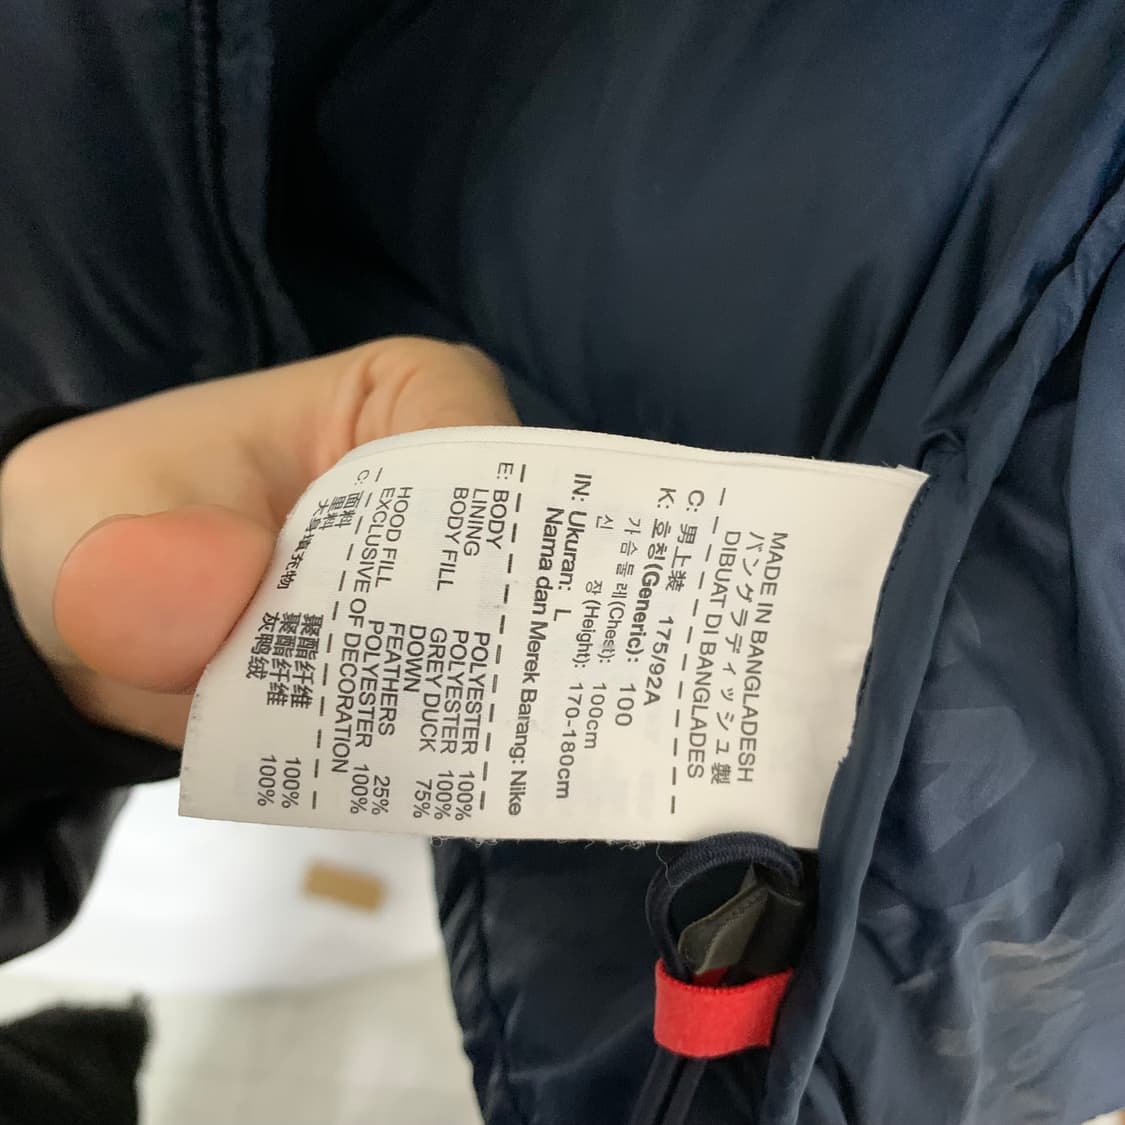 MADE IN BANGLADESH
バングラディッシュ製
DIBUAT DI BANGLADES
C: 男上装 175/92A
K: 호칭(Generic): 100
가슴둘레(Chest): 100cm
신 장(Height): 170-180cm
IN: Ukuran: L
Nama dan Merek Barang: Nike
E: BODY POLYESTER 100%
LINING POLYESTER 100%
BODY FILL GREY DUCK 75%
DOWN
FEATHERS 25%
HOOD FILL POLYESTER 100%
EXCLUSIVE OF DECORATION
C: 面料 聚酯纤维 100%
里料 聚酯纤维 100%
大身填充物 灰鸭绒